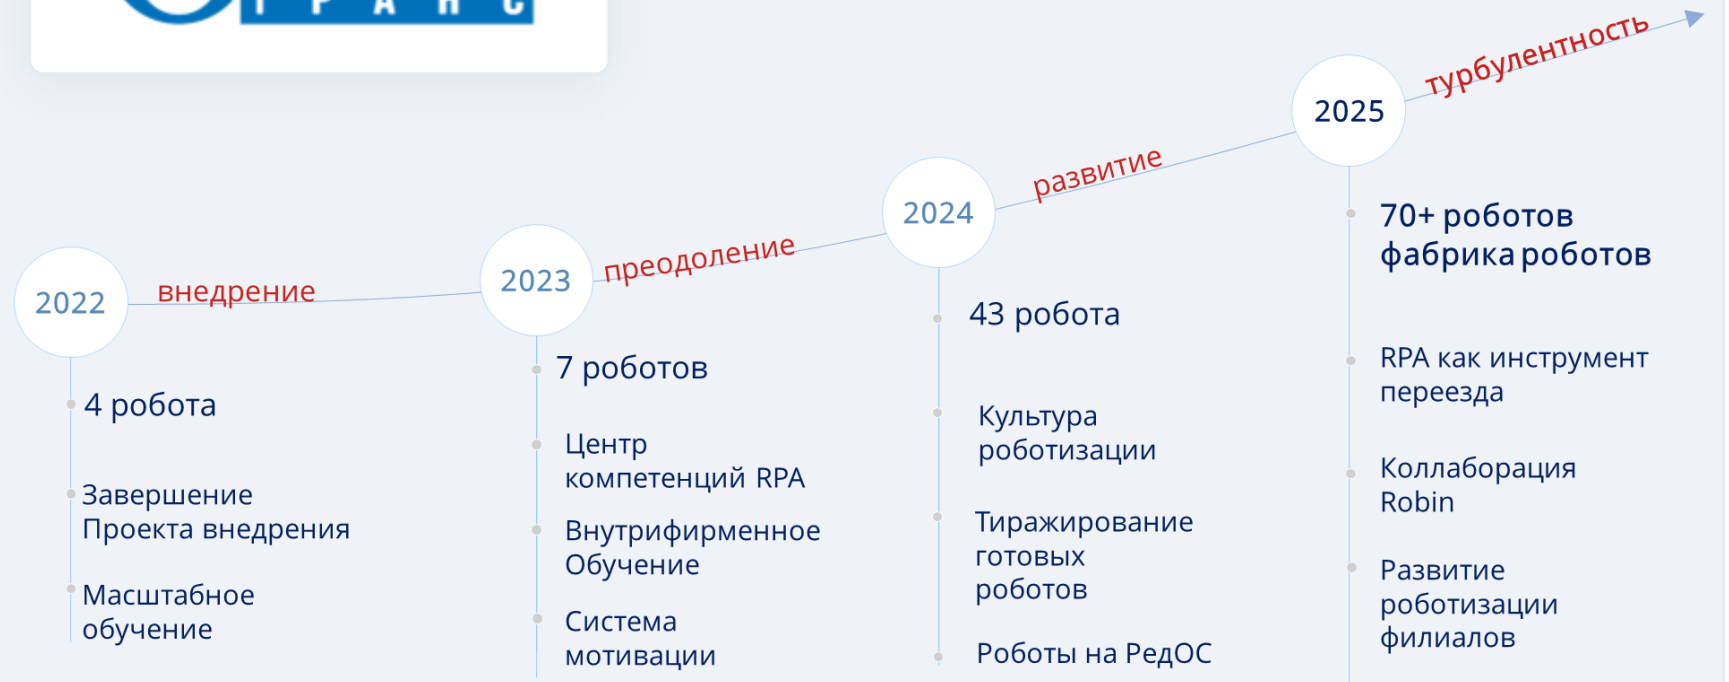 ТРАНС
2022
внедрение
4 робота
Завершение
Проекта внедрения
Масштабное
обучение
2023
преодоление
7 роботов
Центр
компетенций RPA
Внутрифирменное
Обучение
Система
мотивации
2024
развитие
43 робота
Культура
роботизации
Тиражирование
готовых
роботов
Роботы на РедОС
2025
турбулентность
70+ роботов
фабрика роботов
RPA как инструмент
переезда
Коллаборация
Robin
Развитие
роботизации
филиалов